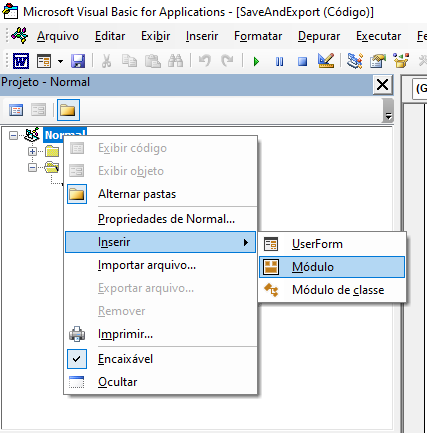 Microsoft Visual Basic for Applications - [SaveAndExport (Código)]
Arquivo Editar Exibir Inserir Formatar Depurar Executar Fe
Projeto - Normal
(G
Normal
Exibir código
Exibir objeto
Alternar pastas
Propriedades de Normal...
Inserir
UserForm
Importar arquivo...
Módulo
Exportar arquivo...
Módulo de classe
Remover
Imprimir...
Encaixável
Ocultar